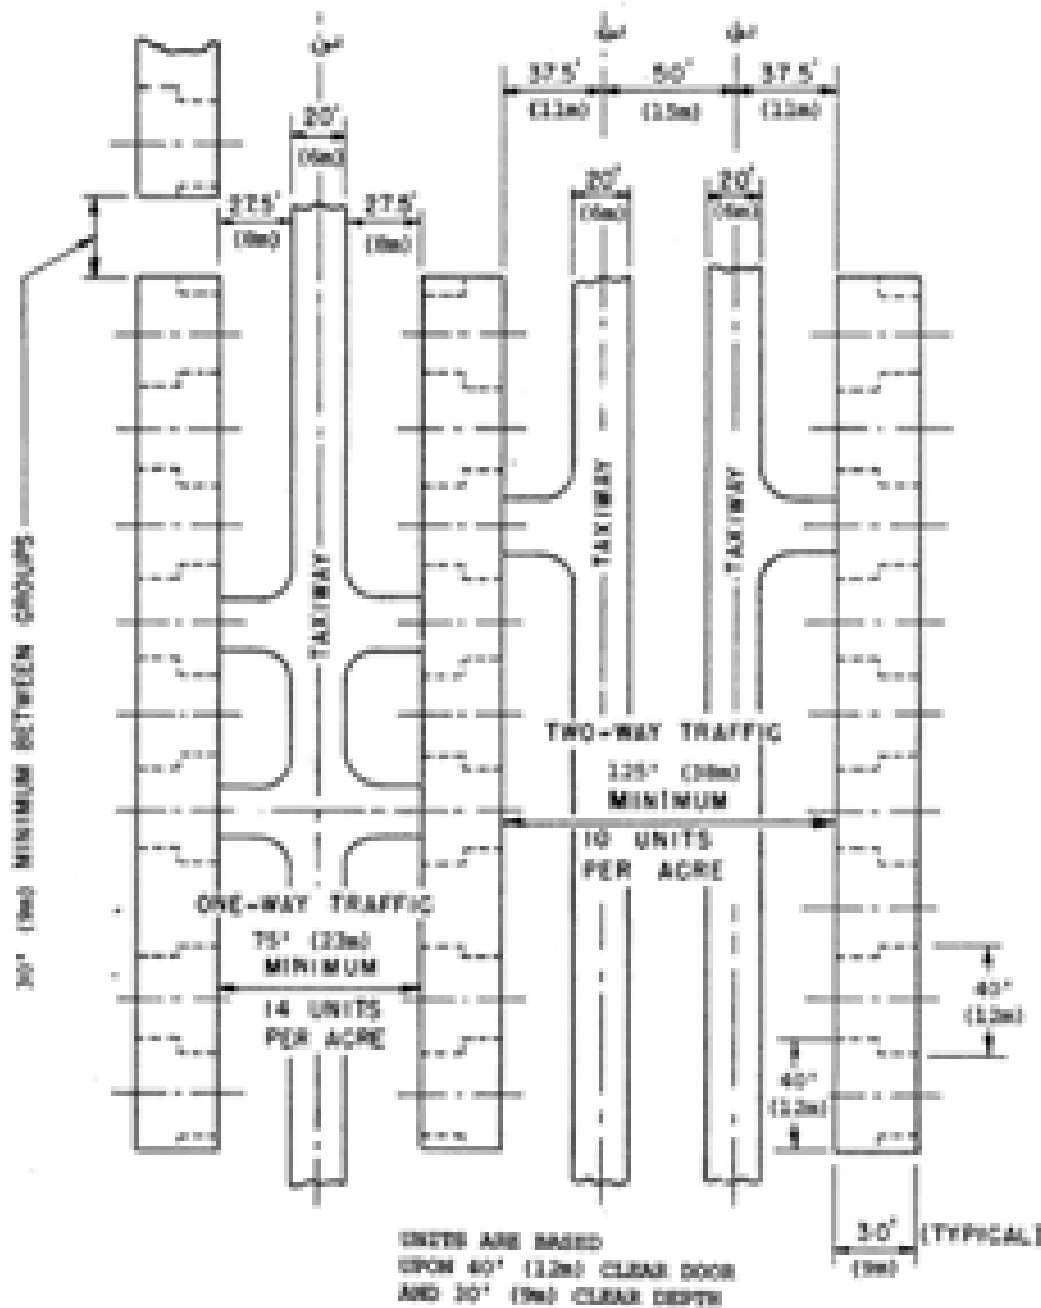 37.5'
50'
37.5'
(11m)
(15m)
(11m)
20'
(6m)
20'
20'
(6m)
(6m)
27.5'
27.5'
(8m)
(8m)
30' (9m) MINIMUM BETWEEN GROUPS
TAXIWAY
TAXIWAY
TAXIWAY
TWO-WAY TRAFFIC
125' (38m)
MINIMUM
10 UNITS
PER ACRE
ONE-WAY TRAFFIC
75' (23m)
MINIMUM
14 UNITS
PER ACRE
40'
(12m)
40'
(12m)
30' [TYPICAL]
(9m)
UNITS ARE BASED
UPON 40' (12m) CLEAR DOOR
AND 30' (9m) CLEAR DEPTH